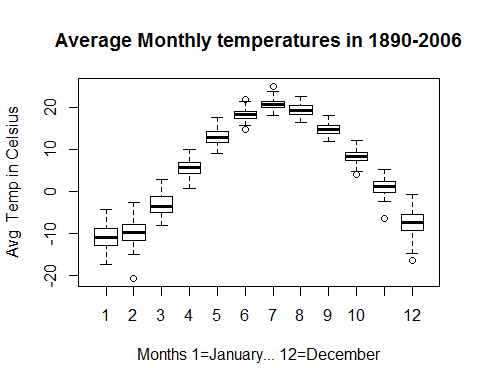 Average Monthly temperatures in 1890-2006
Avg Temp in Celsius
20
10
0
-10
-20
1 2 3 4 5 6 7 8 9 10 12
Months 1=January... 12=December